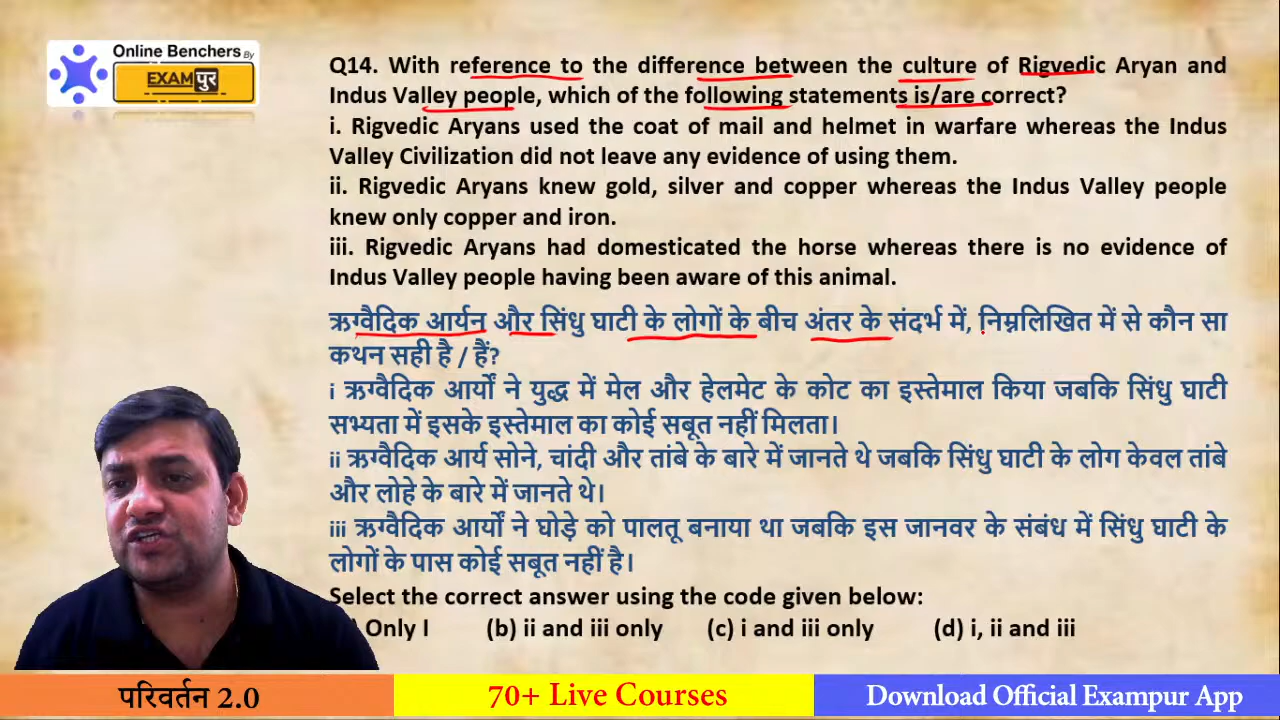 Online Benchers By
EXAMपुर
Q14. With reference to the difference between the culture of Rigvedic Aryan and
Indus Valley people, which of the following statements is/are correct?
i. Rigvedic Aryans used the coat of mail and helmet in warfare whereas the Indus
Valley Civilization did not leave any evidence of using them.
ii. Rigvedic Aryans knew gold, silver and copper whereas the Indus Valley people
knew only copper and iron.
iii. Rigvedic Aryans had domesticated the horse whereas there is no evidence of
Indus Valley people having been aware of this animal.
ऋग्वैदिक आर्यन और सिंधु घाटी के लोगों के बीच अंतर के संदर्भ में, निम्नलिखित में से कौन सा
कथन सही है / हैं?
i ऋग्वैदिक आर्यों ने युद्ध में मेल और हेलमेट के कोट का इस्तेमाल किया जबकि सिंधु घाटी
सभ्यता में इसके इस्तेमाल का कोई सबूत नहीं मिलता।
ii ऋग्वैदिक आर्य सोने, चांदी और तांबे के बारे में जानते थे जबकि सिंधु घाटी के लोग केवल तांबे
और लोहे के बारे में जानते थे।
iii ऋग्वैदिक आर्यों ने घोड़े को पालतू बनाया था जबकि इस जानवर के संबंध में सिंधु घाटी के
लोगों के पास कोई सबूत नहीं है।
Select the correct answer using the code given below:
) Only I (b) ii and iii only (c) i and iii only (d) i, ii and iii
परिवर्तन 2.0 70+ Live Courses Download Official Exampur App